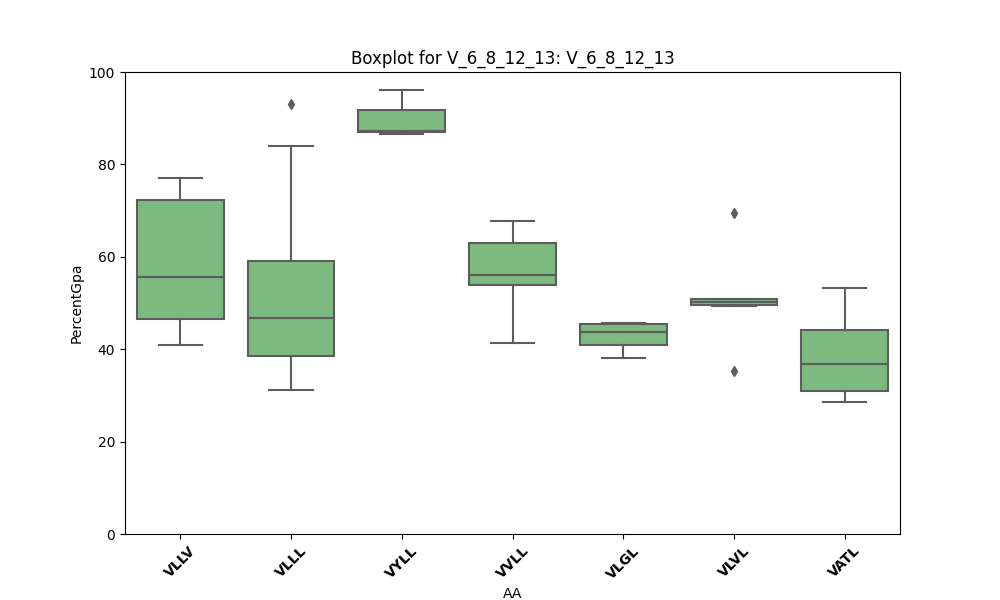 Boxplot for V_6_8_12_13: V_6_8_12_13
100
80
60
40
20
0
PercentGpa
VLLV
VLLL
VYLL
VVLL
VLGL
VLVL
VATL
AA